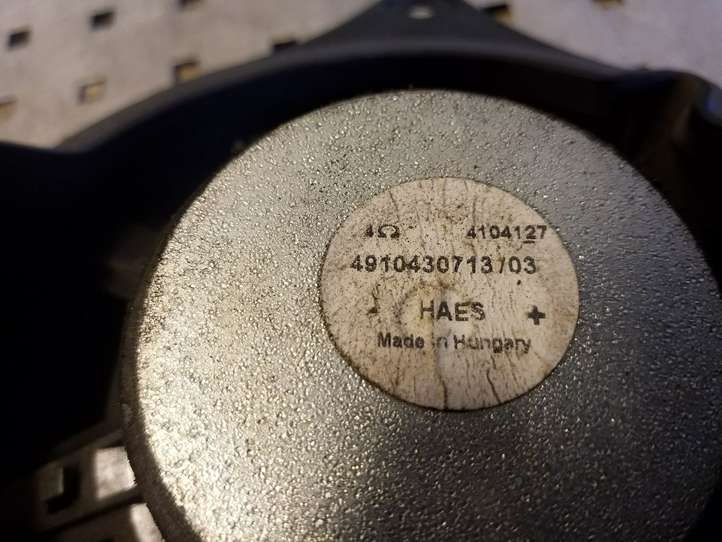 4Ω 4104127
4910430713/03
- HAES +
Made in Hungary